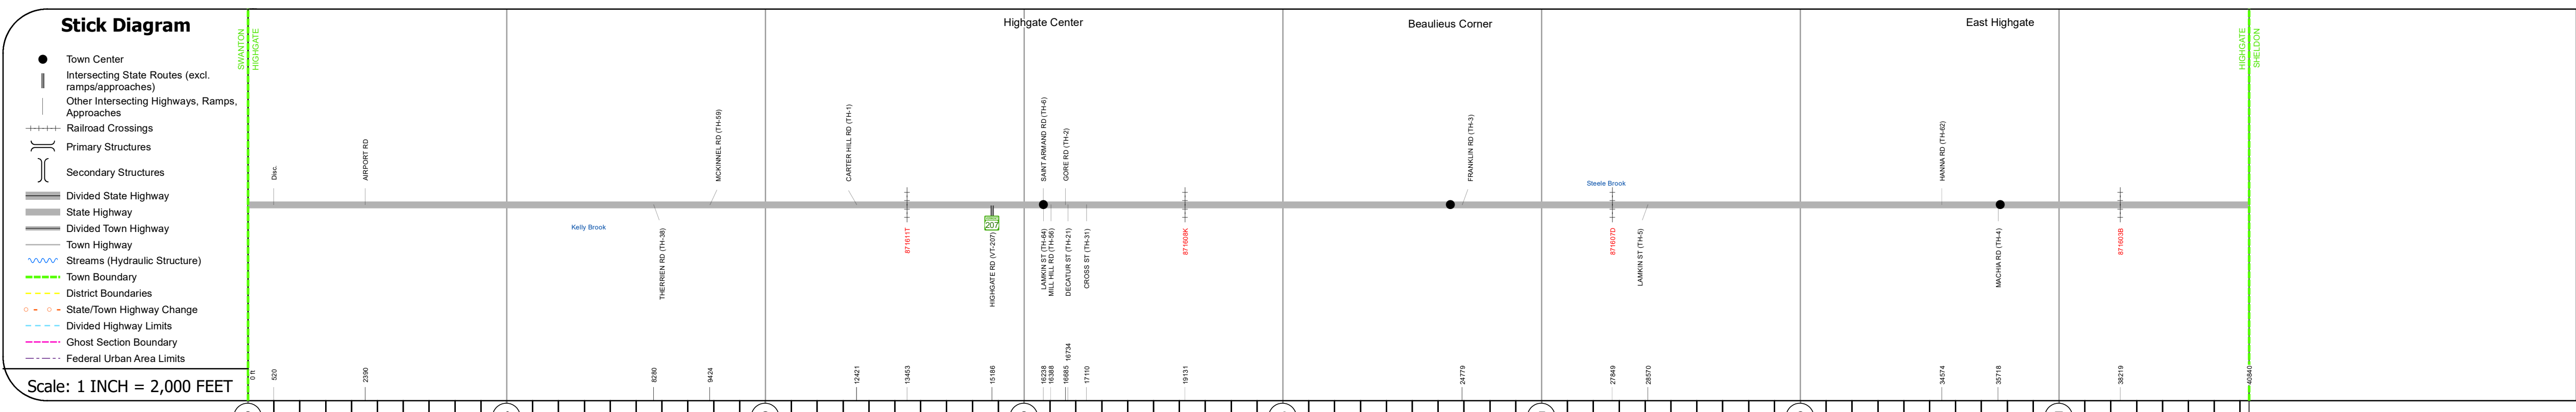 Stick Diagram
Town Center
Intersecting State Routes (excl.
ramps/approaches)
Other Intersecting Highways, Ramps,
Approaches
Railroad Crossings
Primary Structures
Secondary Structures
Divided State Highway
State Highway
Divided Town Highway
Town Highway
Streams (Hydraulic Structure)
Town Boundary
District Boundaries
State/Town Highway Change
Divided Highway Limits
Ghost Section Boundary
Federal Urban Area Limits
Scale: 1 INCH = 2,000 FEET
Highgate Center
Beaulieus Corner
East Highgate
SWANTON
HIGHGATE
HIGHGATE
SHELDON
Disc.
AIRPORT RD
MCKINNEL RD (TH-59)
CARTER HILL RD (TH-1)
SAINT ARMAND RD (TH-6)
GORE RD (TH-2)
FRANKLIN RD (TH-3)
HANNA RD (TH-62)
Steele Brook
Kelly Brook
THERRIEN RD (TH-38)
871611T
207
HIGHGATE RD (VT-207)
LAMKIN ST (TH-64)
MILL HILL RD (TH-56)
DECATUR ST (TH-21)
CROSS ST (TH-31)
871608K
871607D
LAMKIN ST (TH-5)
MACHIA RD (TH-4)
871603B
0 ft
520
2390
8280
9424
12421
13453
15186
16238
16388
16685
16734
17110
19131
24779
27849
28570
34574
35718
38219
40840